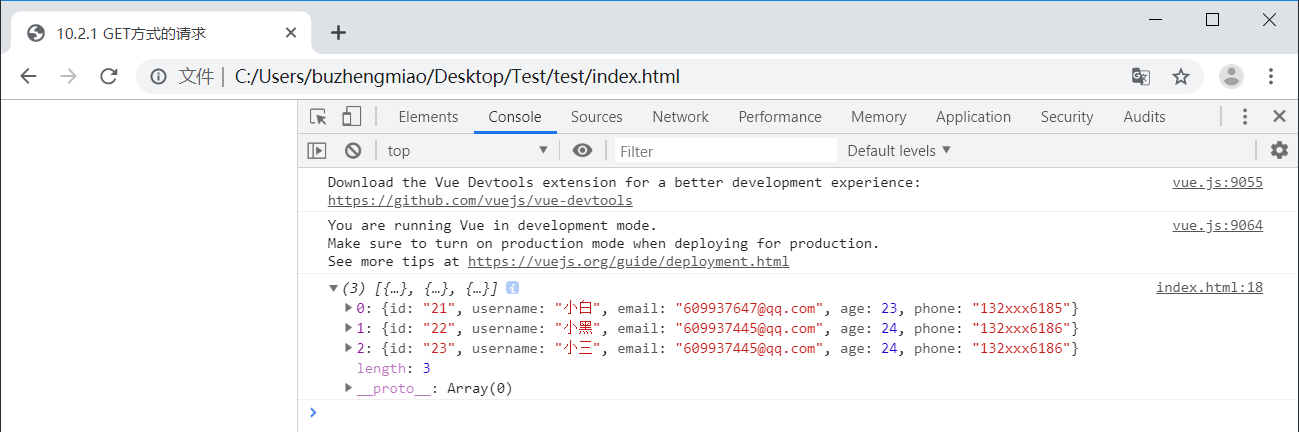 10.2.1 GET方式的请求
文件 | C:/Users/buzhengmiao/Desktop/Test/test/index.html
Elements Console Sources Network Performance Memory Application Security Audits
top Filter Default levels
Download the Vue Devtools extension for a better development experience: vue.js:9055
https://github.com/vuejs/vue-devtools
You are running Vue in development mode. vue.js:9064
Make sure to turn on production mode when deploying for production.
See more tips at https://vuejs.org/guide/deployment.html
(3) [{…}, {…}, {…}] index.html:18
0: {id: "21", username: "小白", email: "609937647@qq.com", age: 23, phone: "132xxx6185"}
1: {id: "22", username: "小黑", email: "609937445@qq.com", age: 24, phone: "132xxx6186"}
2: {id: "23", username: "小三", email: "609937445@qq.com", age: 24, phone: "132xxx6186"}
length: 3
__proto__: Array(0)